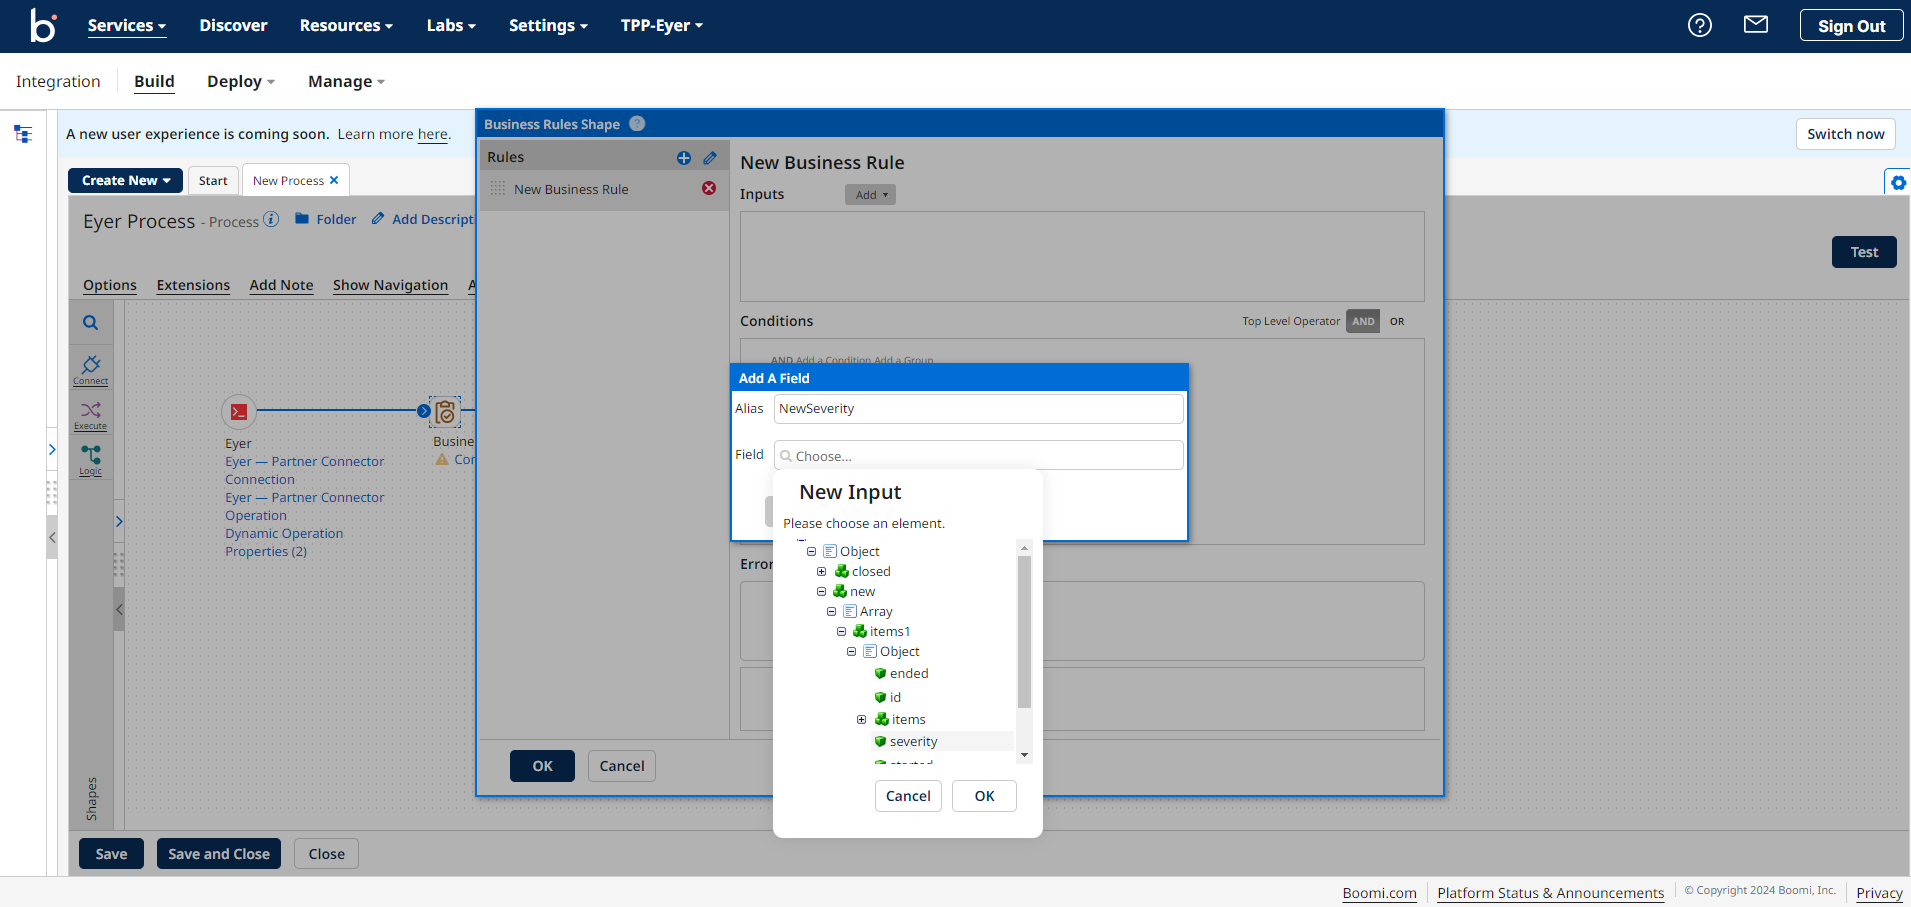 b
Services
Discover
Resources
Labs
Settings
TPP-Eyer
?
Sign Out
Integration
Build
Deploy
Manage
A new user experience is coming soon. Learn more here.
Switch now
Create New
Start
New Process
Eyer Process - Process
i
Folder
Add Descript
Options
Extensions
Add Note
Show Navigation
A
Test
Connect
Execute
Logic
Shapes
Eyer
Eyer — Partner Connector
Connection
Eyer — Partner Connector
Operation
Dynamic Operation
Properties (2)
Busine
Con
Business Rules Shape ?
Rules
New Business Rule
New Business Rule
Inputs
Add
Conditions
Top Level Operator AND OR
AND Add a Condition Add a Group
Add A Field
Alias NewSeverity
Field Choose...
New Input
Please choose an element.
Object
closed
new
Array
items1
Object
ended
id
items
severity
started
Cancel
OK
Error
OK
Cancel
Save
Save and Close
Close
Boomi.com
Platform Status & Announcements
© Copyright 2024 Boomi, Inc.
Privacy